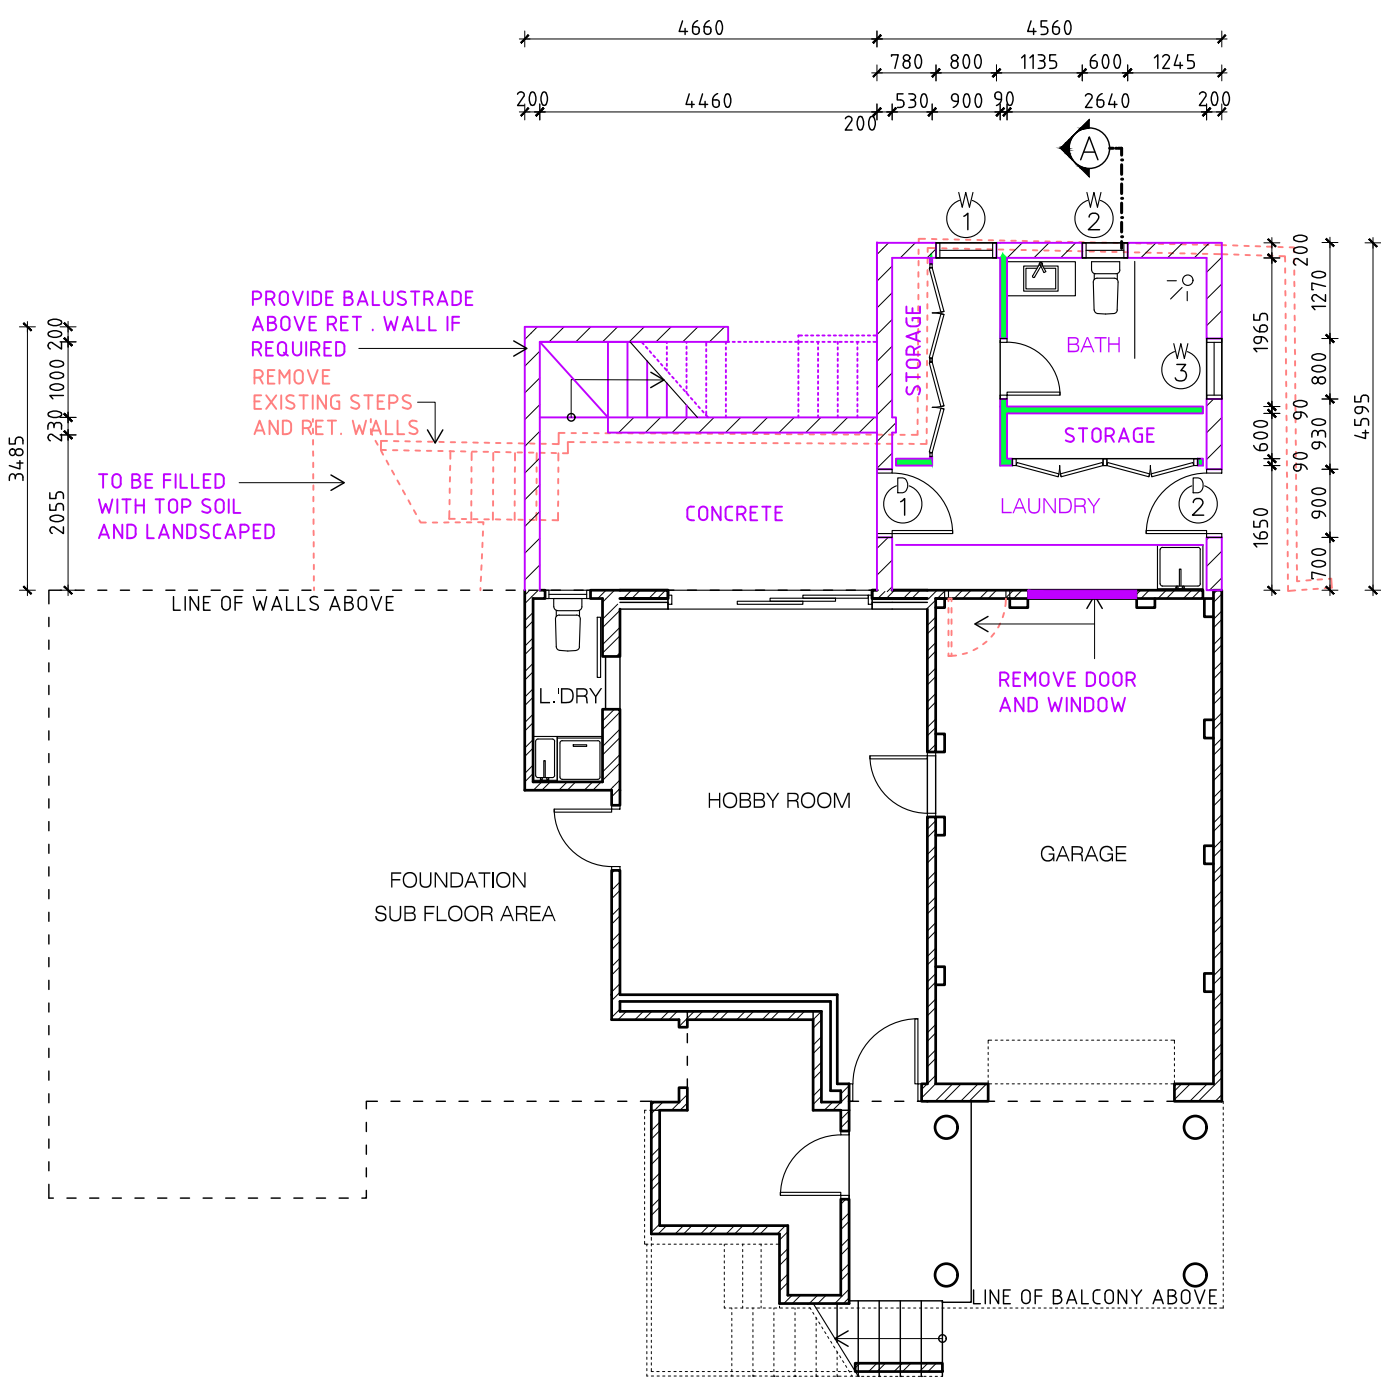 4660
4560
780
800
1135
600
1245
200
4460
530
900
90
2640
200
200
A
W
1
W
2
200
1270
1965
800
90
930
600
90
900
1650
700
4595
PROVIDE BALUSTRADE
ABOVE RET . WALL IF
REQUIRED
REMOVE
EXISTING STEPS
AND RET. WALLS
STORAGE
BATH
W
3
STORAGE
200
1000
230
2055
3485
TO BE FILLED
WITH TOP SOIL
AND LANDSCAPED
CONCRETE
D
1
LAUNDRY
D
2
LINE OF WALLS ABOVE
L.'DRY
REMOVE DOOR
AND WINDOW
HOBBY ROOM
GARAGE
FOUNDATION
SUB FLOOR AREA
LINE OF BALCONY ABOVE